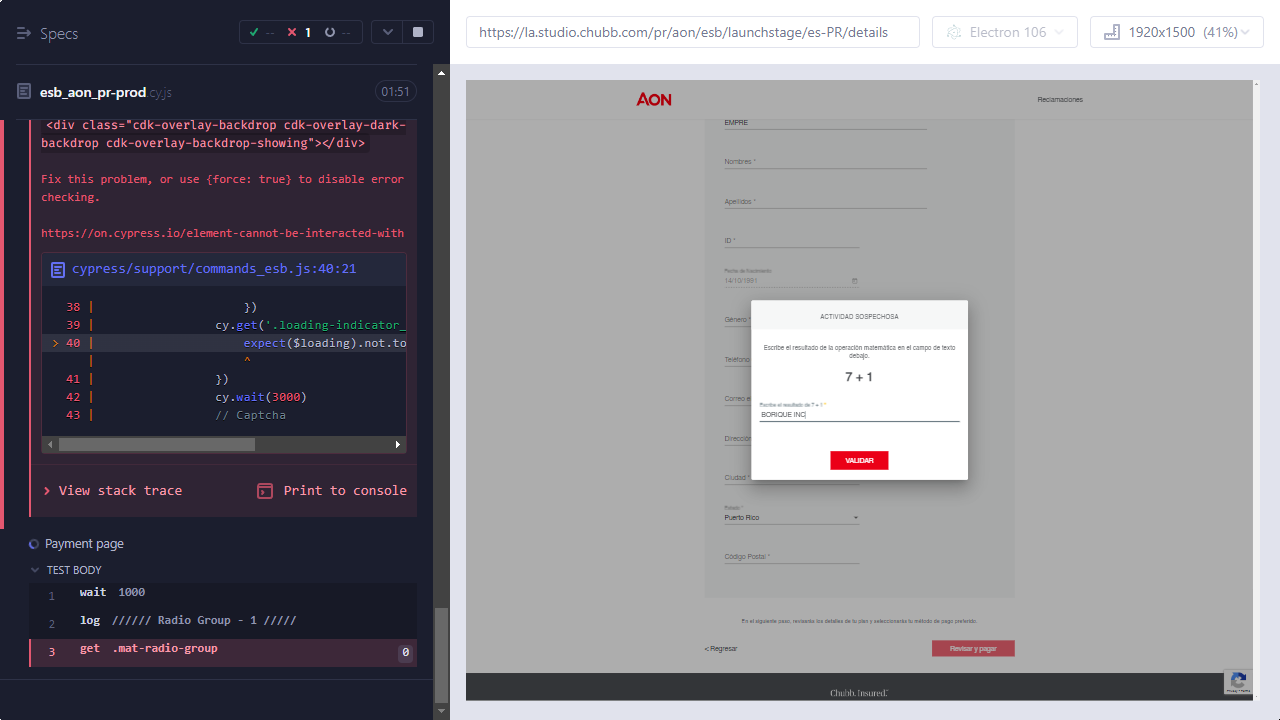 Specs
-- 1 --
esb_aon_pr-prod.cy.js
01:51
<div class="cdk-overlay-backdrop cdk-overlay-dark-
backdrop cdk-overlay-backdrop-showing"></div>
Fix this problem, or use {force: true} to disable error
checking.
https://on.cypress.io/element-cannot-be-interacted-with
cypress/support/commands_esb.js:40:21
38 | })
39 | cy.get('.loading-indicator_
> 40 | expect($loading).not.to
| ^
41 | })
42 | cy.wait(3000)
43 | // Captcha
View stack trace
Print to console
Payment page
TEST BODY
1 wait 1000
2 log ////// Radio Group - 1 /////
3 get .mat-radio-group 0
https://la.studio.chubb.com/pr/aon/esb/launchstage/es-PR/details
Electron 106
1920x1500 (41%)
AON
Reclamaciones
EMPRE
Nombres *
Apellidos *
ID *
Fecha de Nacimiento
14/10/1991
Género *
Teléfono
Correo e
Dirección
Ciudad *
Estado *
Puerto Rico
Código Postal *
ACTIVIDAD SOSPECHOSA
Escribe el resultado de la operación matemática en el campo de texto
debajo.
7 + 1
Escribe el resultado de 7 + 1 *
BORIQUE INC
VALIDAR
En el siguiente paso, revisarás los detalles de tu plan y seleccionarás tu método de pago preferido.
< Regresar
Revisar y pagar
Chubb. Insured.